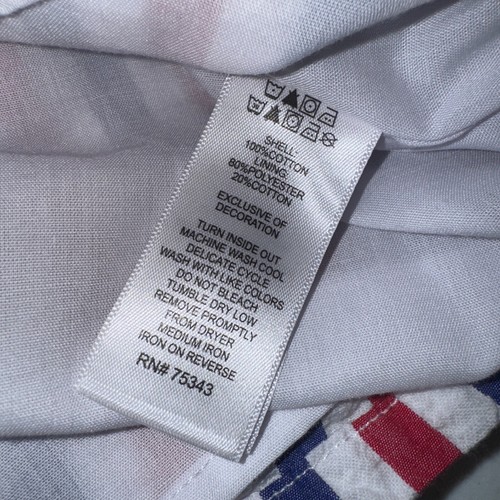 SHELL-
100%COTTON
LINING:
80%POLYESTER
20%COTTON
EXCLUSIVE OF
DECORATION
TURN INSIDE OUT
MACHINE WASH COOL
DELICATE CYCLE
WASH WITH LIKE COLORS
DO NOT BLEACH
TUMBLE DRY LOW
REMOVE PROMPTLY
FROM DRYER
MEDIUM IRON
IRON ON REVERSE
RN# 75343